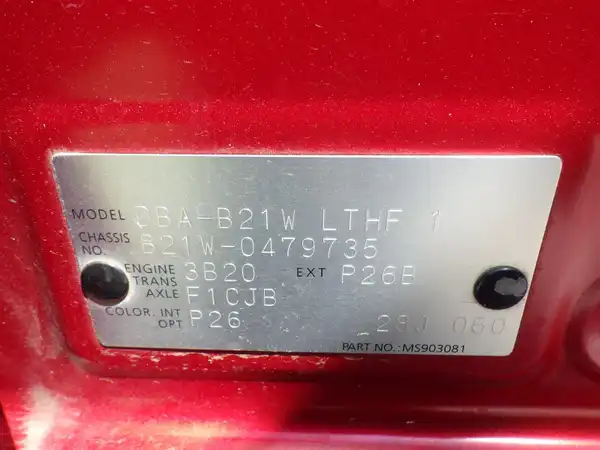 MODEL DBA-B21W LTHF 1
CHASSIS NO. B21W-0479735
ENGINE 3B20 EXT P26B
TRANS AXLE F1CJB
COLOR. INT OPT P26 28J 060
PART NO.: MS903081